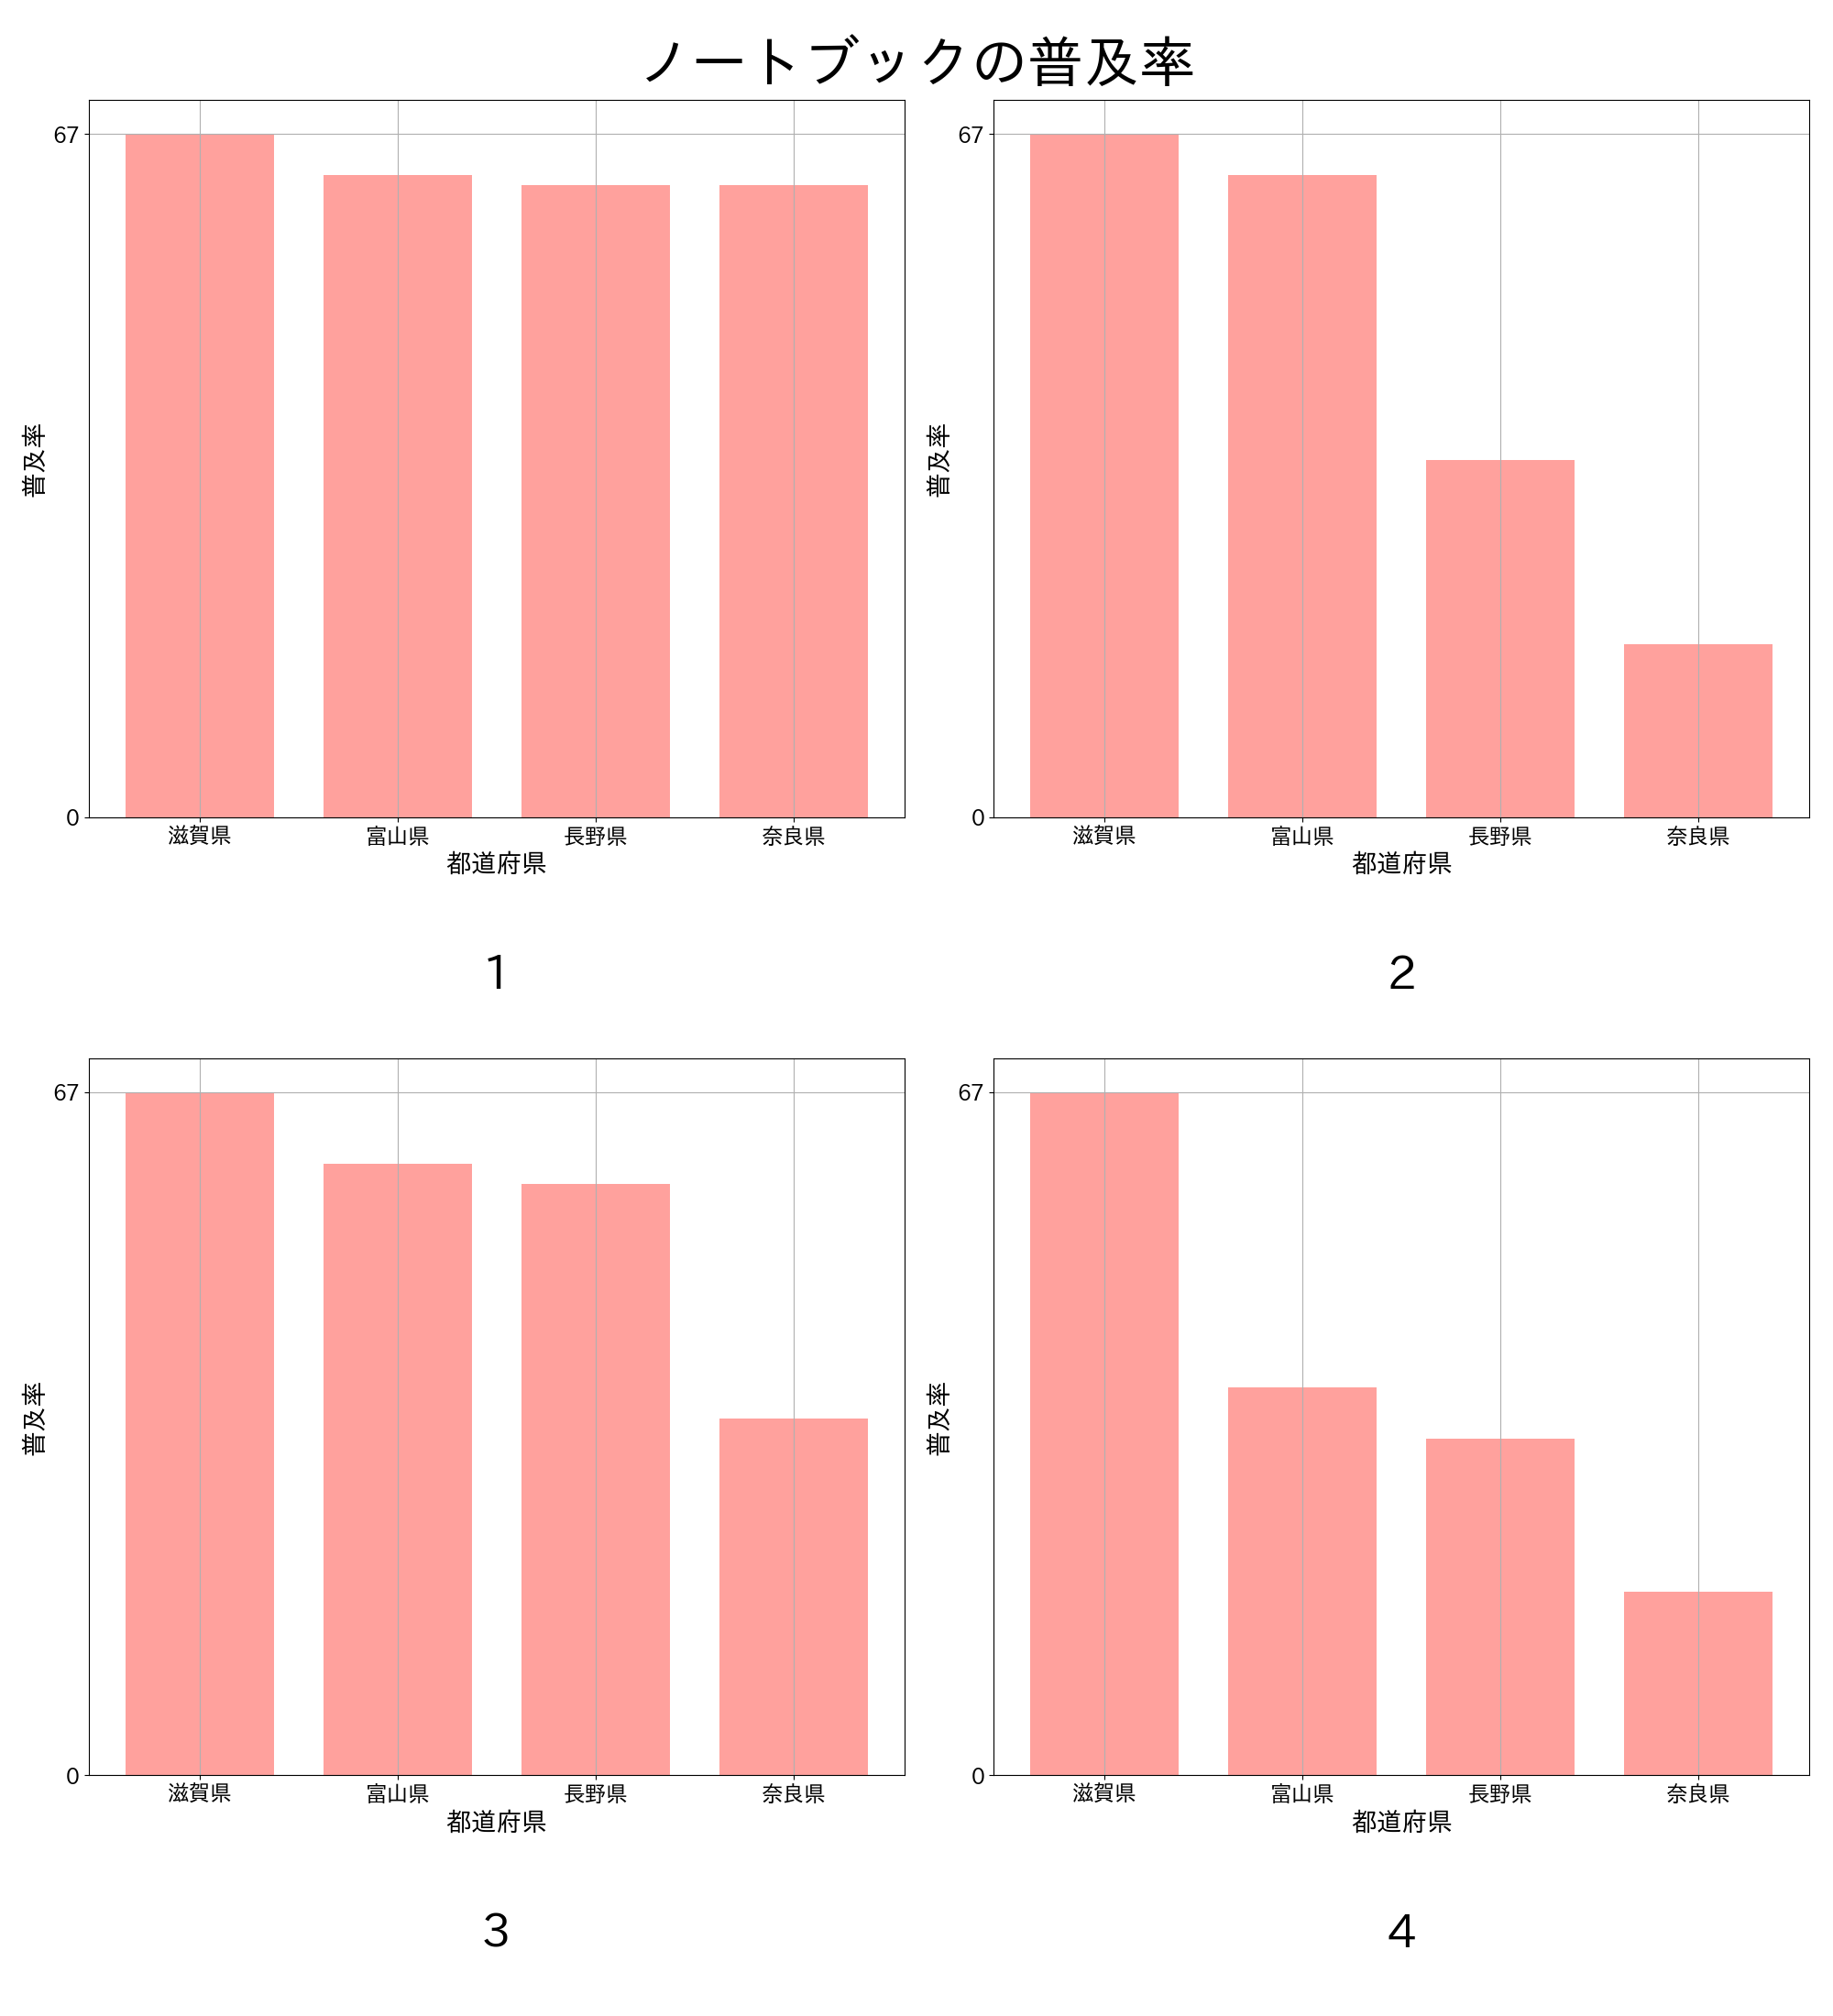 ノートブックの普及率
67
0
普及率
滋賀県 富山県 長野県 奈良県
都道府県
1
67
0
普及率
滋賀県 富山県 長野県 奈良県
都道府県
2
67
0
普及率
滋賀県 富山県 長野県 奈良県
都道府県
3
67
0
普及率
滋賀県 富山県 長野県 奈良県
都道府県
4